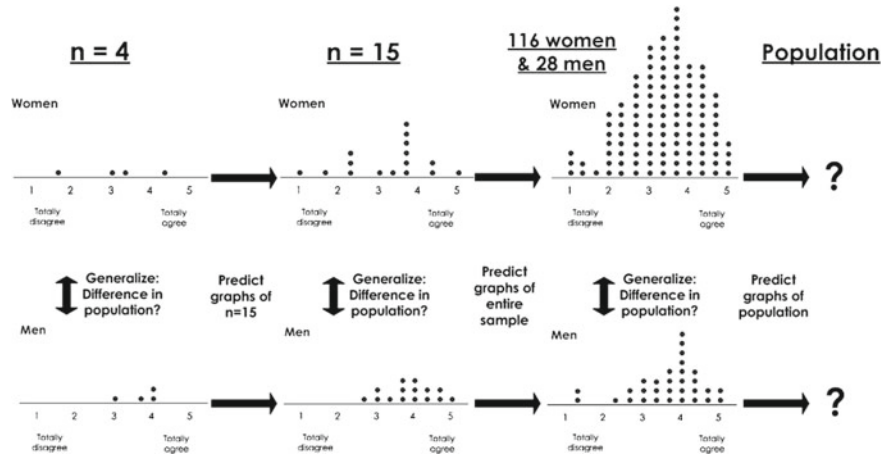 n = 4
n = 15
116 women
& 28 men
Population
Women
Women
Women
1 2 3 4 5
1 2 3 4 5
1 2 3 4 5
?
Totally
disagree
Totally
agree
Totally
disagree
Totally
agree
Totally
disagree
Totally
agree
Generalize:
Difference in
population?
Predict
graphs of
n=15
Generalize:
Difference in
population?
Predict
graphs of
entire
sample
Generalize:
Difference in
population?
Predict
graphs of
population
Men
Men
Men
1 2 3 4 5
1 2 3 4 5
1 2 3 4 5
?
Totally
disagree
Totally
agree
Totally
disagree
Totally
agree
Totally
disagree
Totally
agree